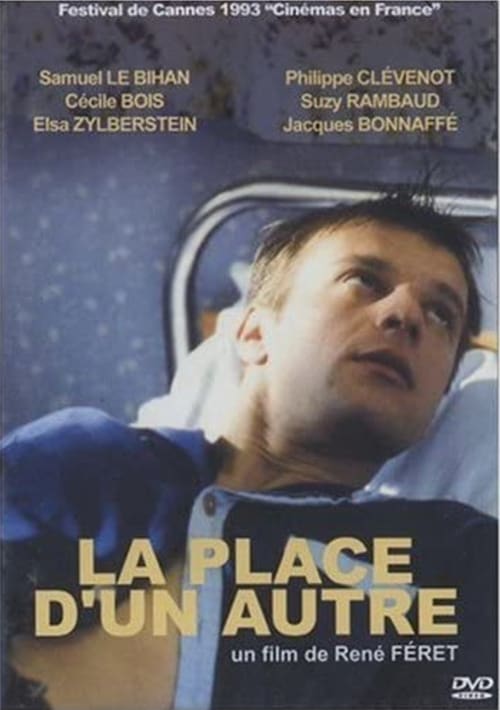 Festival de Cannes 1993 "Cinémas en France"
Samuel LE BIHAN
Philippe CLÉVENOT
Cécile BOIS
Suzy RAMBAUD
Elsa ZYLBERSTEIN
Jacques BONNAFFÉ
LA PLACE
D'UN AUTRE
un film de René FÉRET
DVD
VIDEO